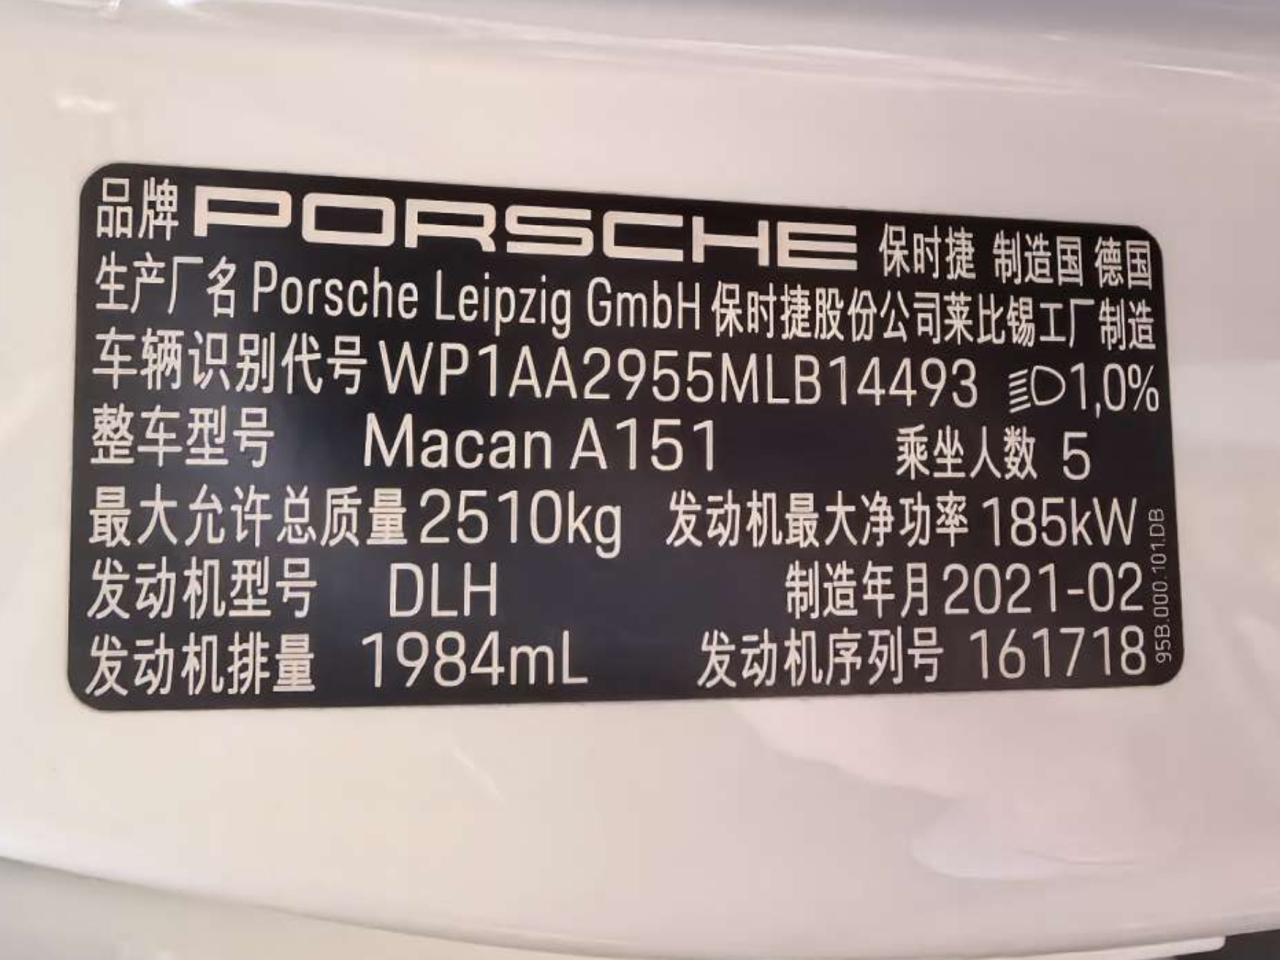 品牌 PORSCHE 保时捷 制造国 德国
生产厂名 Porsche Leipzig GmbH 保时捷股份公司莱比锡工厂制造
车辆识别代号 WP1AA2955MLB14493 1,0%
整车型号 Macan A151 乘坐人数 5
最大允许总质量 2510kg 发动机最大净功率 185kW
发动机型号 DLH 制造年月 2021-02
发动机排量 1984mL 发动机序列号 161718
95B.000.101.DB